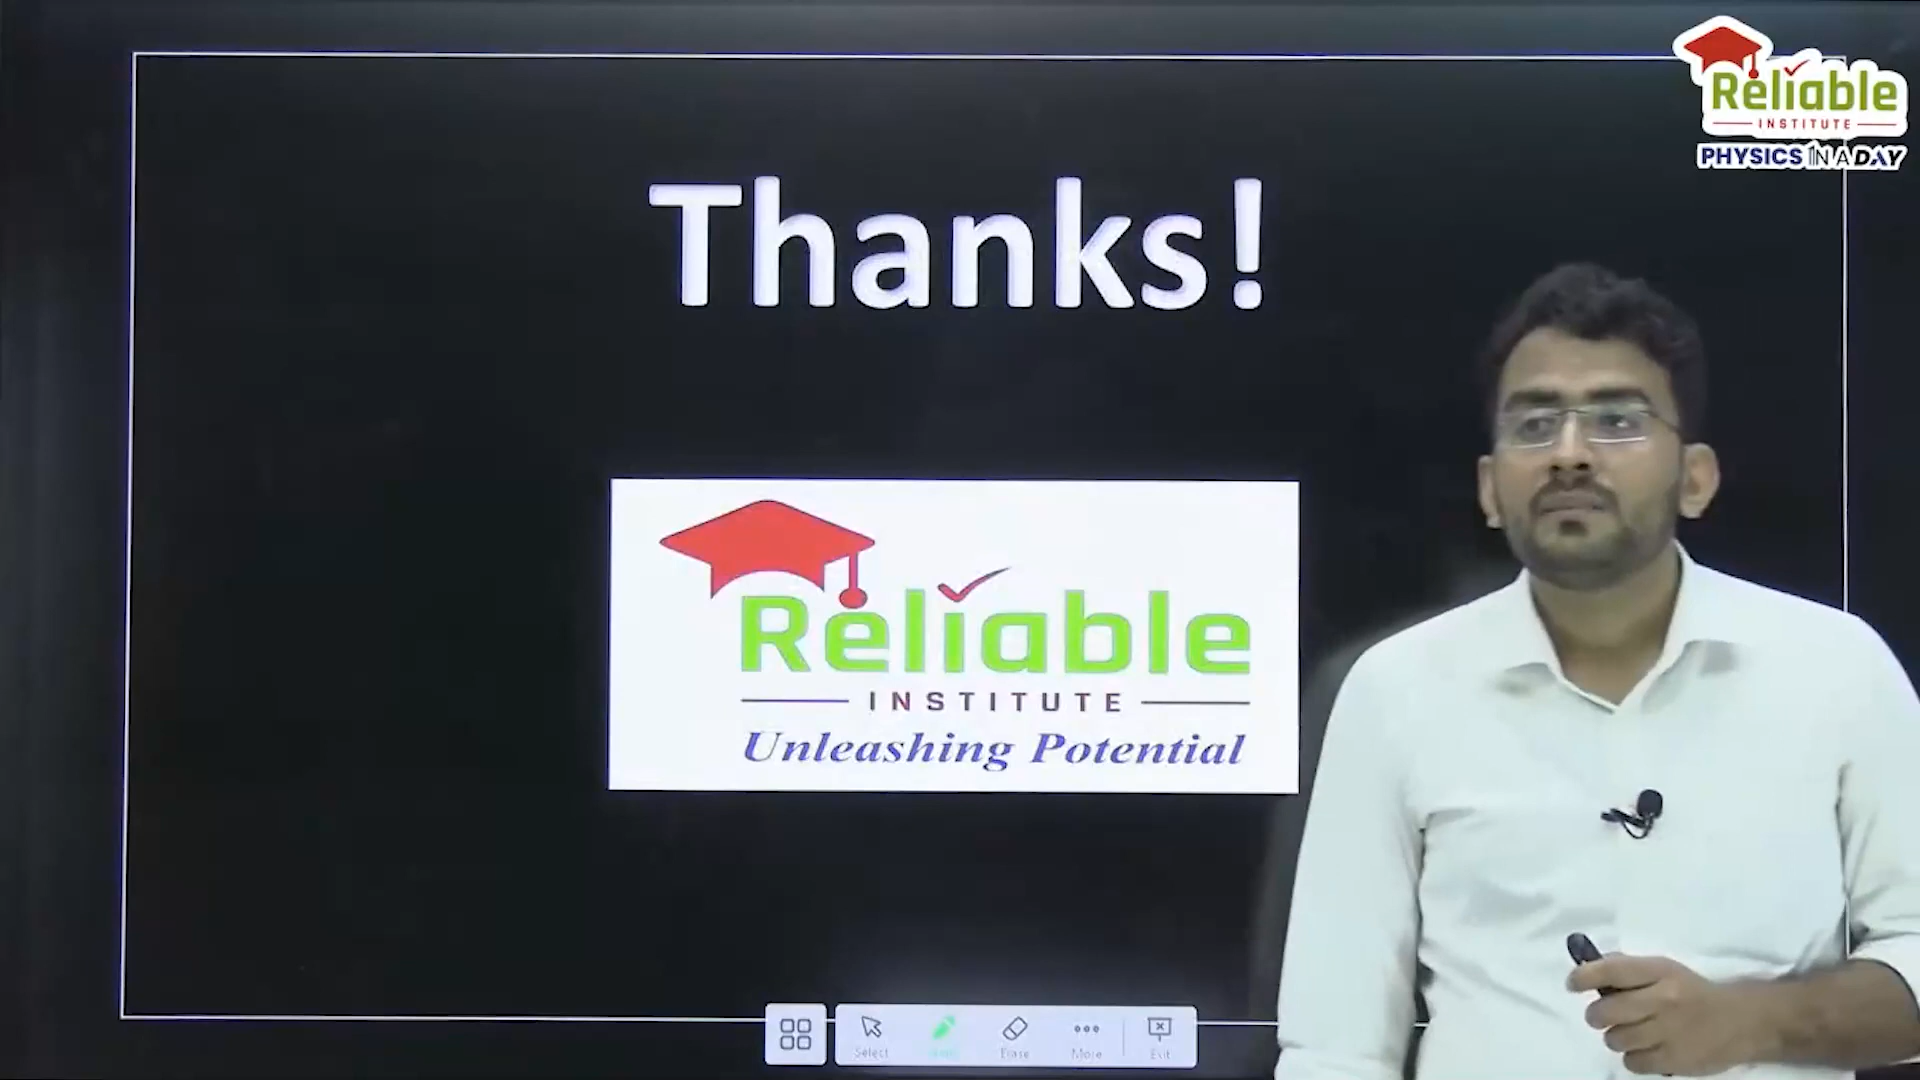 Reliable
INSTITUTE
PHYSICS IN A DAY
Thanks!
Reliable
INSTITUTE
Unleashing Potential
Select
Erase
More
Exit